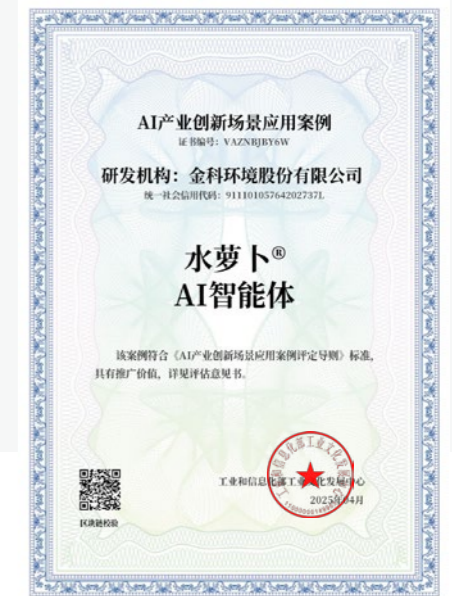 AI产业创新场景应用案例
证书编号：VAZNBJBY6W
研发机构：金科环境股份有限公司
统一社会信用代码：91110105764202737L
水萝卜®
AI智能体
该案例符合《AI产业创新场景应用案例评定导则》标准，
具有推广价值，详见评估意见书。
工业和信息化部工业文化发展中心
2025年04月
区块链校验